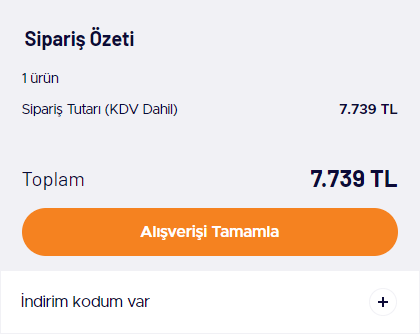 Sipariş Özeti
1 ürün
Sipariş Tutarı (KDV Dahil) 7.739 TL
Toplam 7.739 TL
Alışverişi Tamamla
İndirim kodum var +